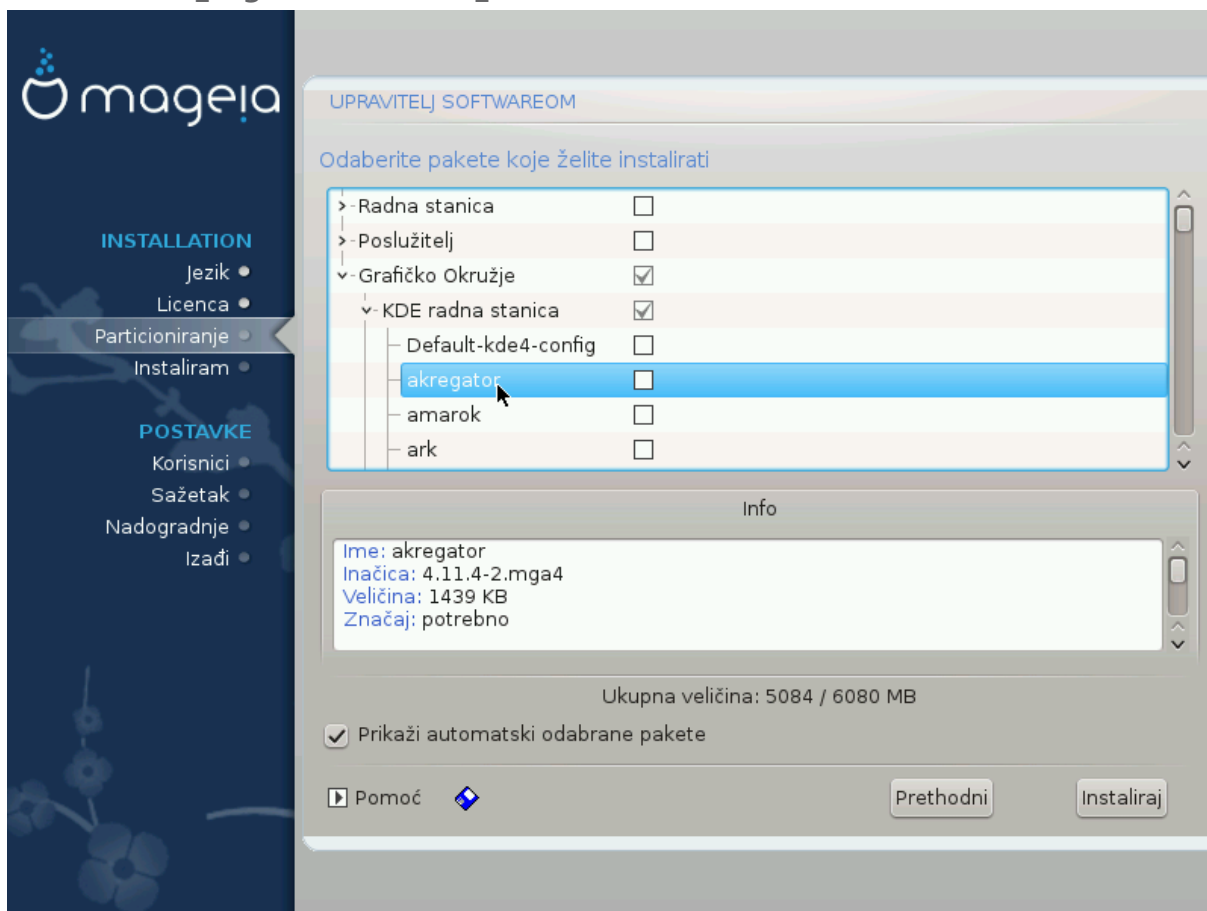 mageia
INSTALLATION
Jezik
Licenca
Particioniranje
Instaliram
POSTAVKE
Korisnici
Sažetak
Nadogradnje
Izađi
UPRAVITELJ SOFTWAREOM
Odaberite pakete koje želite instalirati
Radna stanica
Poslužitelj
Grafičko Okružje
KDE radna stanica
Default-kde4-config
akregator
amarok
ark
Info
Ime: akregator
Inačica: 4.11.4-2.mga4
Veličina: 1439 KB
Značaj: potrebno
Ukupna veličina: 5084 / 6080 MB
Prikaži automatski odabrane pakete
Pomoć
Prethodni
Instaliraj